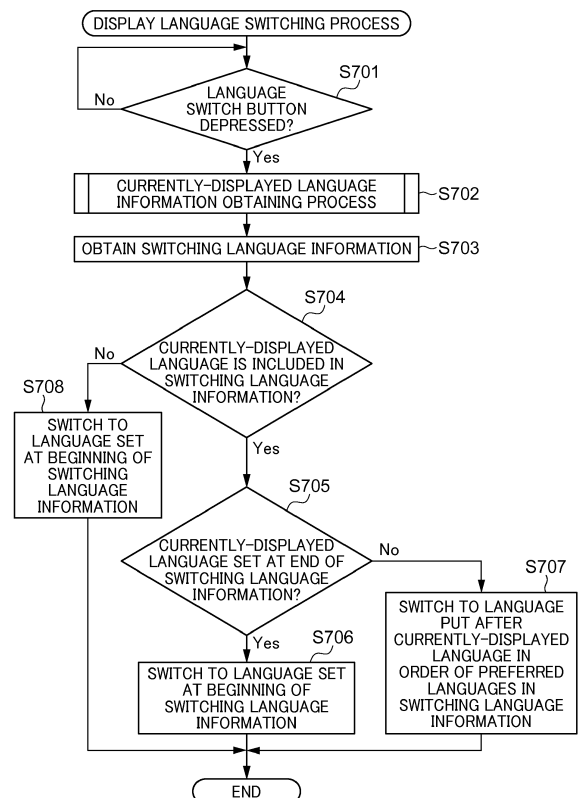 DISPLAY LANGUAGE SWITCHING PROCESS
S701
LANGUAGE
SWITCH BUTTON
DEPRESSED?
No
Yes
CURRENTLY-DISPLAYED LANGUAGE
INFORMATION OBTAINING PROCESS
S702
OBTAIN SWITCHING LANGUAGE INFORMATION
S703
S704
CURRENTLY-DISPLAYED
LANGUAGE IS INCLUDED IN
SWITCHING LANGUAGE
INFORMATION?
No
Yes
S708
SWITCH TO
LANGUAGE SET
AT BEGINNING OF
SWITCHING
LANGUAGE
INFORMATION
S705
CURRENTLY-DISPLAYED
LANGUAGE SET AT END OF
SWITCHING LANGUAGE
INFORMATION?
No
Yes
S707
SWITCH TO LANGUAGE
PUT AFTER
CURRENTLY-DISPLAYED
LANGUAGE IN
ORDER OF PREFERRED
LANGUAGES IN
SWITCHING LANGUAGE
INFORMATION
S706
SWITCH TO LANGUAGE SET
AT BEGINNING OF
SWITCHING LANGUAGE
INFORMATION
END